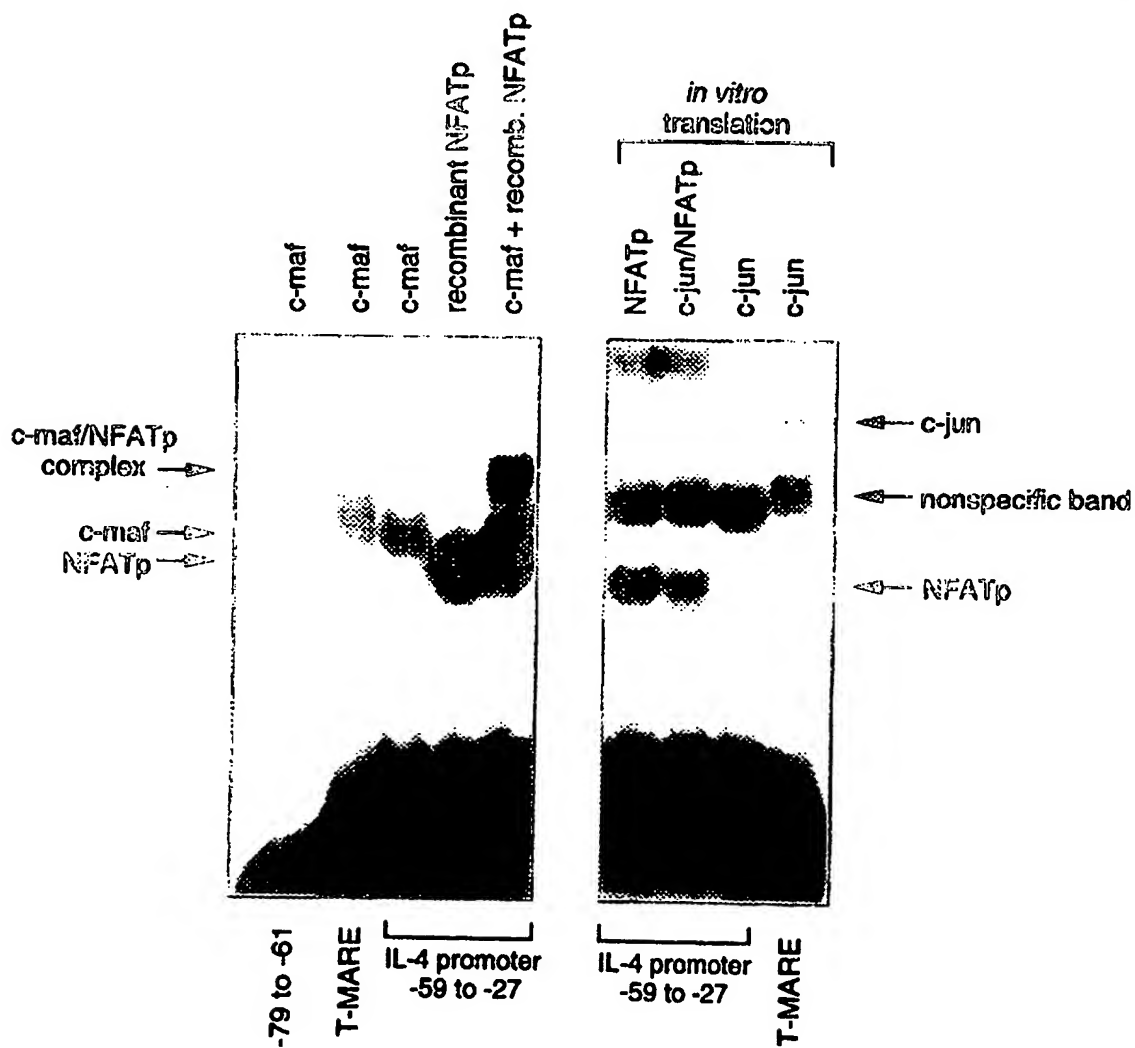 c-maf
c-maf
c-maf
recombinant NFATp
c-maf + recomb. NFATp
in vitro
translation
NFATp
c-jun/NFATp
c-jun
c-jun
c-maf/NFATp
complex
c-maf
NFATp
c-jun
nonspecific band
NFATp
-79 to -61
T-MARE
IL-4 promoter
-59 to -27
IL-4 promoter
-59 to -27
T-MARE